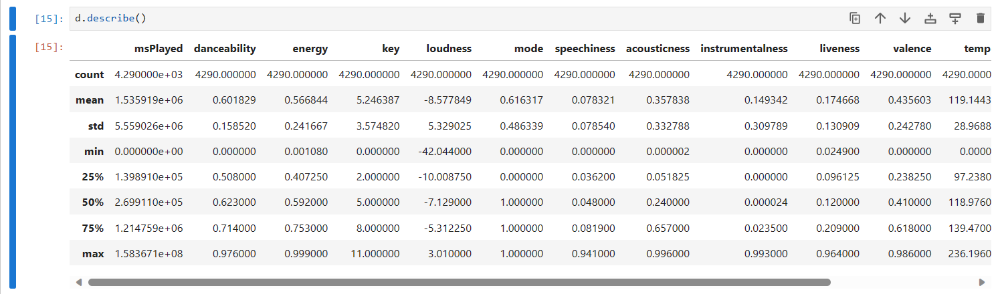 [15]: d.describe()
[15]: msPlayed danceability energy key loudness mode speechiness acousticness instrumentalness liveness valence temp
count 4.290000e+03 4290.000000 4290.000000 4290.000000 4290.000000 4290.000000 4290.000000 4290.000000 4290.000000 4290.000000 4290.000000 4290.0000
mean 1.535919e+06 0.601829 0.566844 5.246387 -8.577849 0.616317 0.078321 0.357838 0.149342 0.174668 0.435603 119.1443
std 5.559026e+06 0.158520 0.241667 3.574820 5.329025 0.486339 0.078540 0.332788 0.309789 0.130909 0.242780 28.9688
min 0.000000e+00 0.000000 0.001080 0.000000 -42.044000 0.000000 0.000000 0.000002 0.000000 0.024900 0.000000 0.0000
25% 1.398910e+05 0.508000 0.407250 2.000000 -10.008750 0.000000 0.036200 0.051825 0.000000 0.096125 0.238250 97.2380
50% 2.699110e+05 0.623000 0.592000 5.000000 -7.129000 1.000000 0.048000 0.240000 0.000024 0.120000 0.410000 118.9760
75% 1.214759e+06 0.714000 0.753000 8.000000 -5.312250 1.000000 0.081900 0.657000 0.023500 0.209000 0.618000 139.4700
max 1.583671e+08 0.976000 0.999000 11.000000 3.010000 1.000000 0.941000 0.996000 0.993000 0.964000 0.986000 236.1960